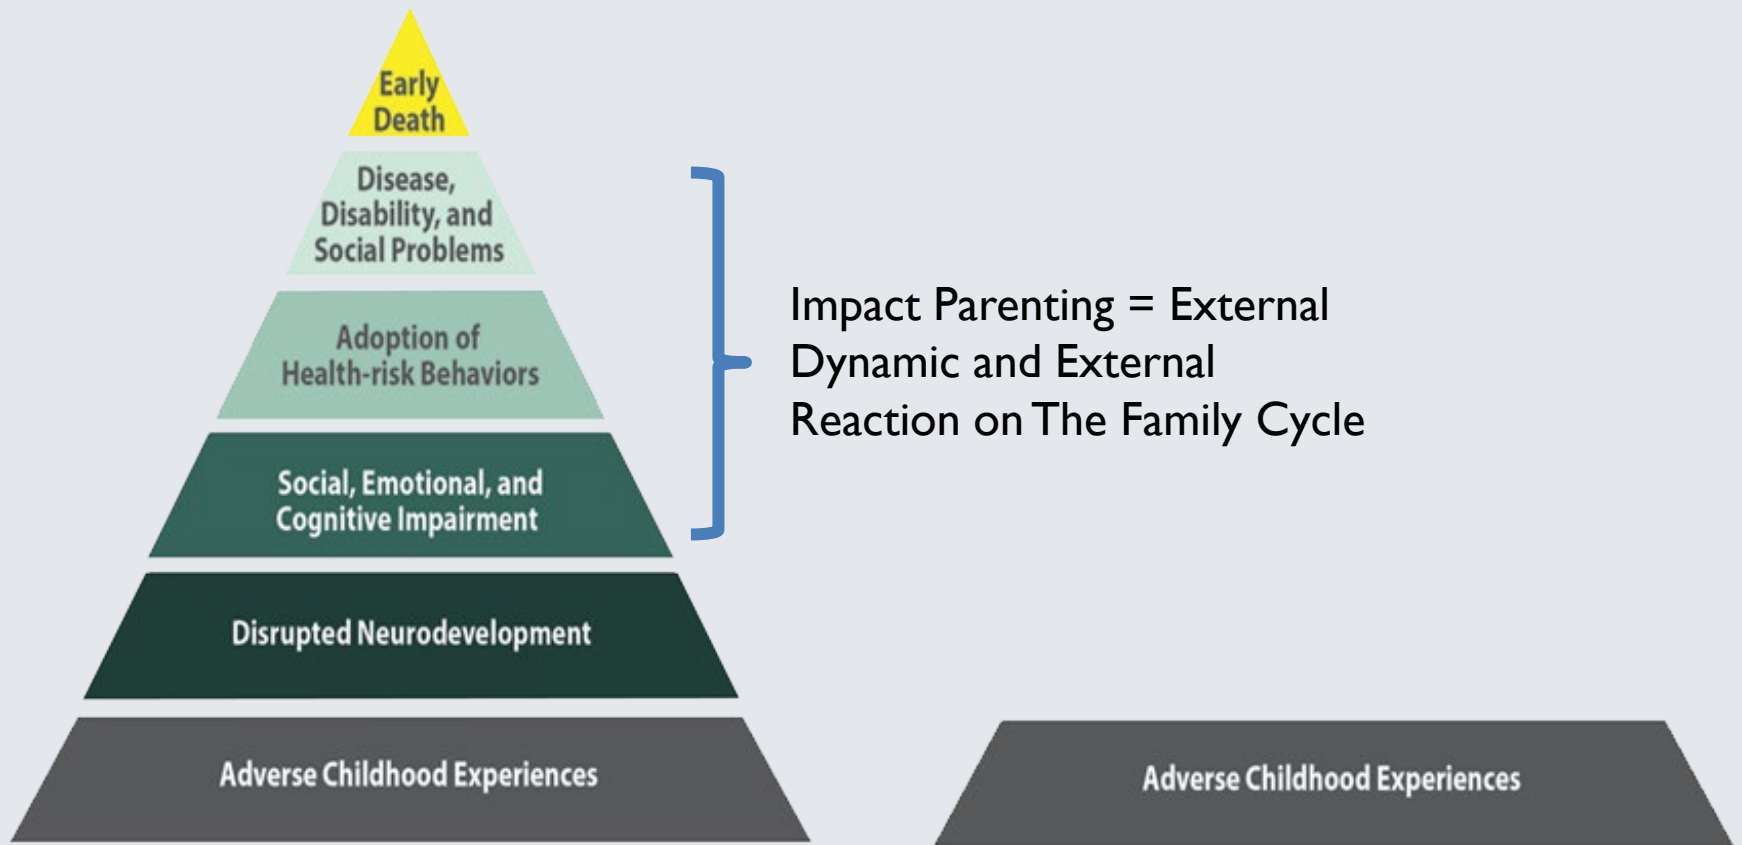 Early
Death
Disease,
Disability, and
Social Problems
Adoption of
Health-risk Behaviors
Social, Emotional, and
Cognitive Impairment
Disrupted Neurodevelopment
Adverse Childhood Experiences
Impact Parenting = External
Dynamic and External
Reaction on The Family Cycle
Adverse Childhood Experiences